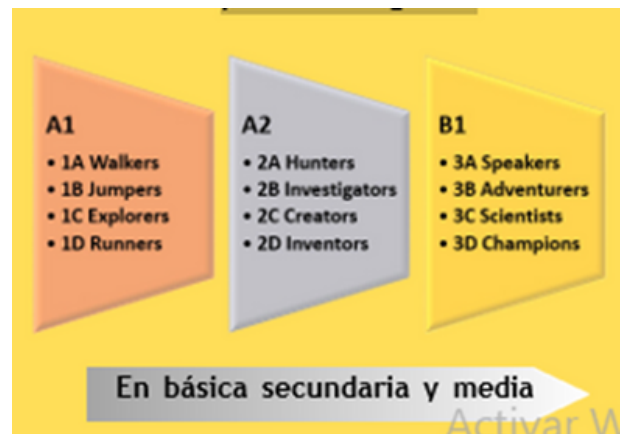 A1
• 1A Walkers
• 1B Jumpers
• 1C Explorers
• 1D Runners
A2
• 2A Hunters
• 2B Investigators
• 2C Creators
• 2D Inventors
B1
• 3A Speakers
• 3B Adventurers
• 3C Scientists
• 3D Champions
En básica secundaria y media
Activar W